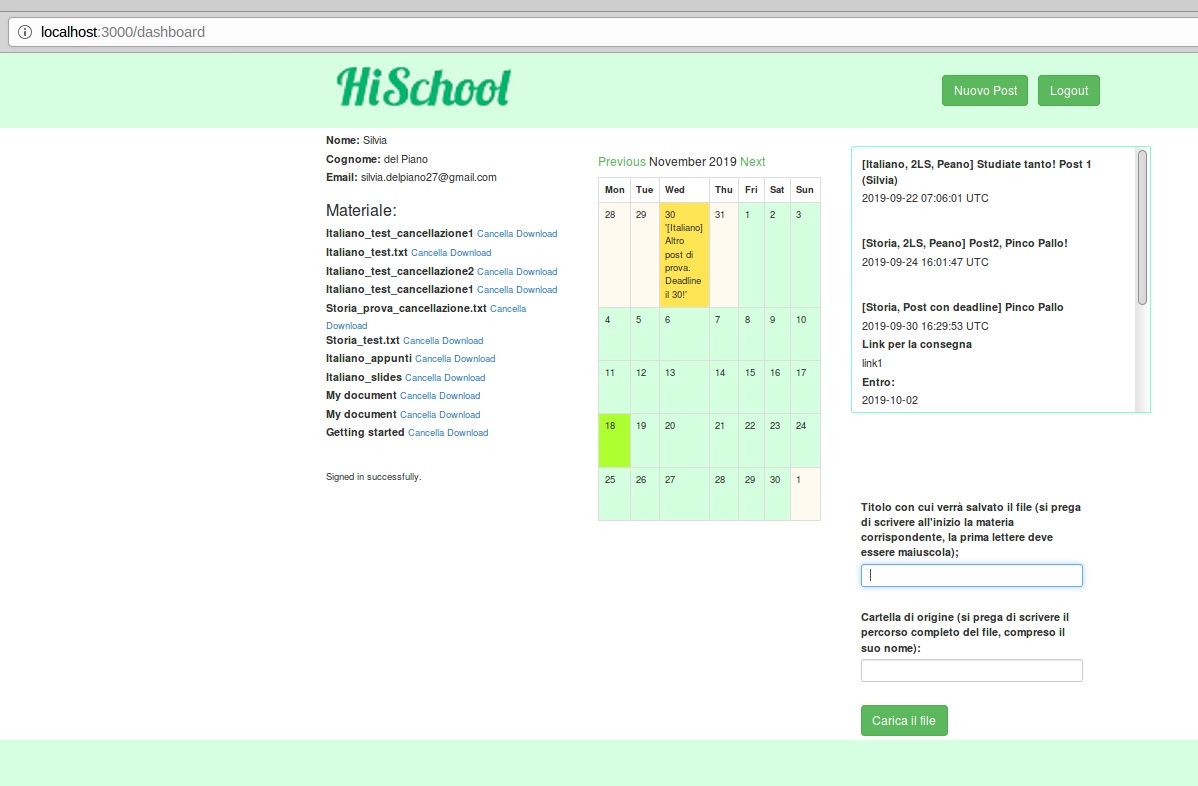 localhost:3000/dashboard
HiSchool
Nuovo Post
Logout
Nome: Silvia
Cognome: del Piano
Email: silvia.delpiano27@gmail.com
Materiale:
Italiano_test_cancellazione1 Cancella Download
Italiano_test.txt Cancella Download
Italiano_test_cancellazione2 Cancella Download
Italiano_test_cancellazione1 Cancella Download
Storia_prova_cancellazione.txt Cancella
Download
Storia_test.txt Cancella Download
Italiano_appunti Cancella Download
Italiano_slides Cancella Download
My document Cancella Download
My document Cancella Download
Getting started Cancella Download
Signed in successfully.
Previous November 2019 Next
Mon Tue Wed Thu Fri Sat Sun
28 29 30 31 1 2 3
'[Italiano]
Altro
post di
prova.
Deadline
il 30!'
4 5 6 7 8 9 10
11 12 13 14 15 16 17
18 19 20 21 22 23 24
25 26 27 28 29 30 1
[Italiano, 2LS, Peano] Studiate tanto! Post 1
(Silvia)
2019-09-22 07:06:01 UTC
[Storia, 2LS, Peano] Post2, Pinco Pallo!
2019-09-24 16:01:47 UTC
[Storia, Post con deadline] Pinco Pallo
2019-09-30 16:29:53 UTC
Link per la consegna
link1
Entro:
2019-10-02
Titolo con cui verrà salvato il file (si prega
di scrivere all'inizio la materia
corrispondente, la prima lettere deve
essere maiuscola);
Cartella di origine (si prega di scrivere il
percorso completo del file, compreso il
suo nome):
Carica il file